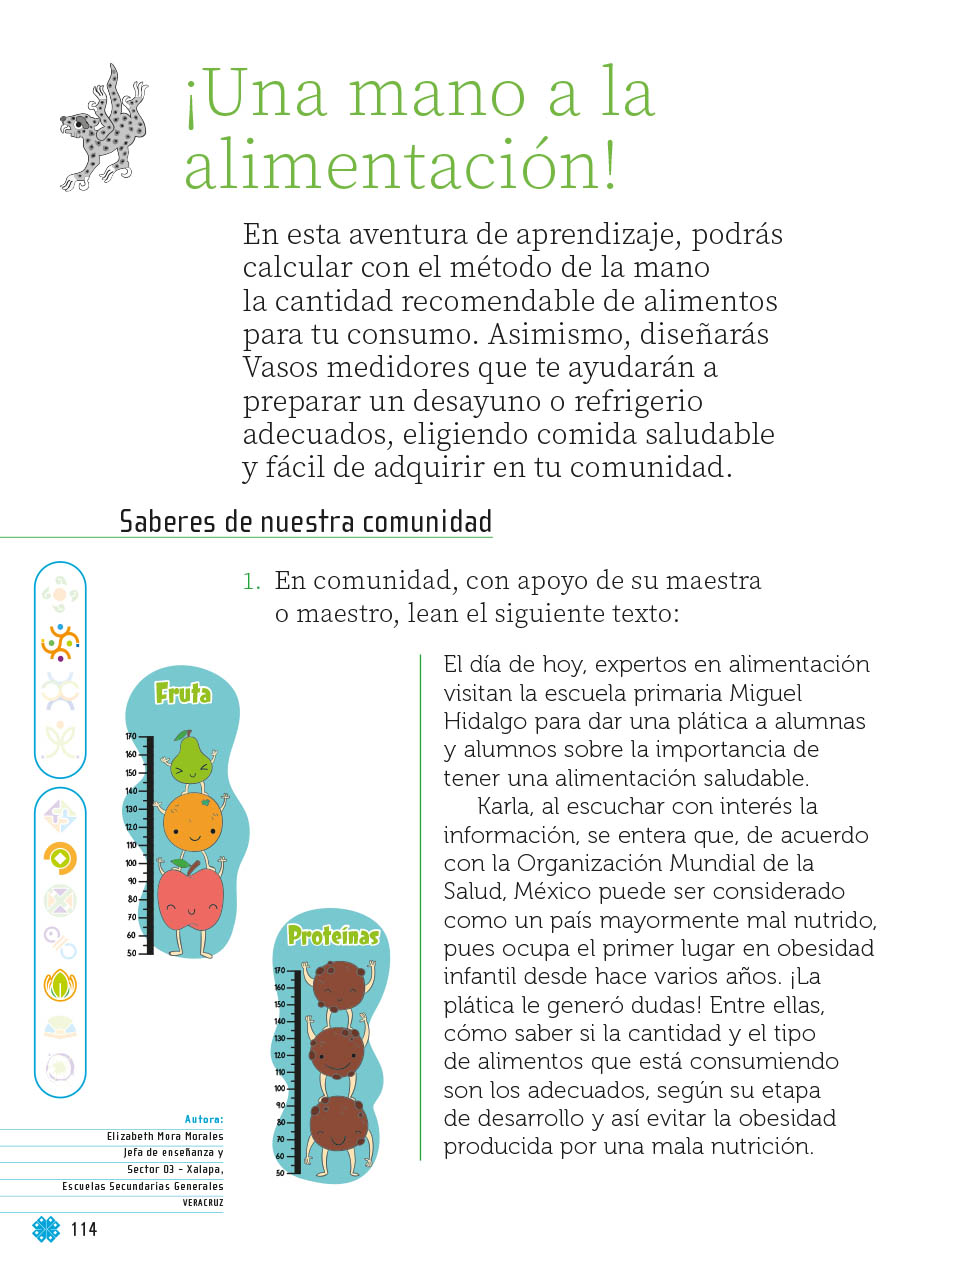 ¡Una mano a la
alimentación!
En esta aventura de aprendizaje, podrás
calcular con el método de la mano
la cantidad recomendable de alimentos
para tu consumo. Asimismo, diseñarás
Vasos medidores que te ayudarán a
preparar un desayuno o refrigerio
adecuados, eligiendo comida saludable
y fácil de adquirir en tu comunidad.
Saberes de nuestra comunidad
1. En comunidad, con apoyo de su maestra
o maestro, lean el siguiente texto:
El día de hoy, expertos en alimentación
visitan la escuela primaria Miguel
Hidalgo para dar una plática a alumnas
y alumnos sobre la importancia de
tener una alimentación saludable.
Karla, al escuchar con interés la
información, se entera que, de acuerdo
con la Organización Mundial de la
Salud, México puede ser considerado
como un país mayormente mal nutrido,
pues ocupa el primer lugar en obesidad
infantil desde hace varios años. ¡La
plática le generó dudas! Entre ellas,
cómo saber si la cantidad y el tipo
de alimentos que está consumiendo
son los adecuados, según su etapa
de desarrollo y así evitar la obesidad
producida por una mala nutrición.
Fruta
170
160
150
140
130
120
110
100
90
80
70
60
50
Proteínas
170
160
150
140
130
120
110
100
90
80
70
60
50
Autora:
Elizabeth Mora Morales
Jefa de enseñanza y
Sector 03 - Xalapa,
Escuelas Secundarias Generales
VERACRUZ
114